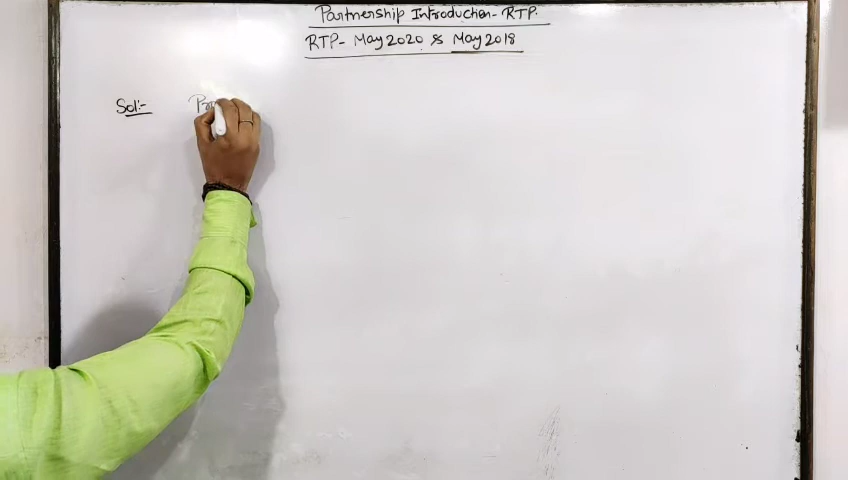 Partnership Introduction - RTP.
RTP - May 2020 & May 2018
Sol:-